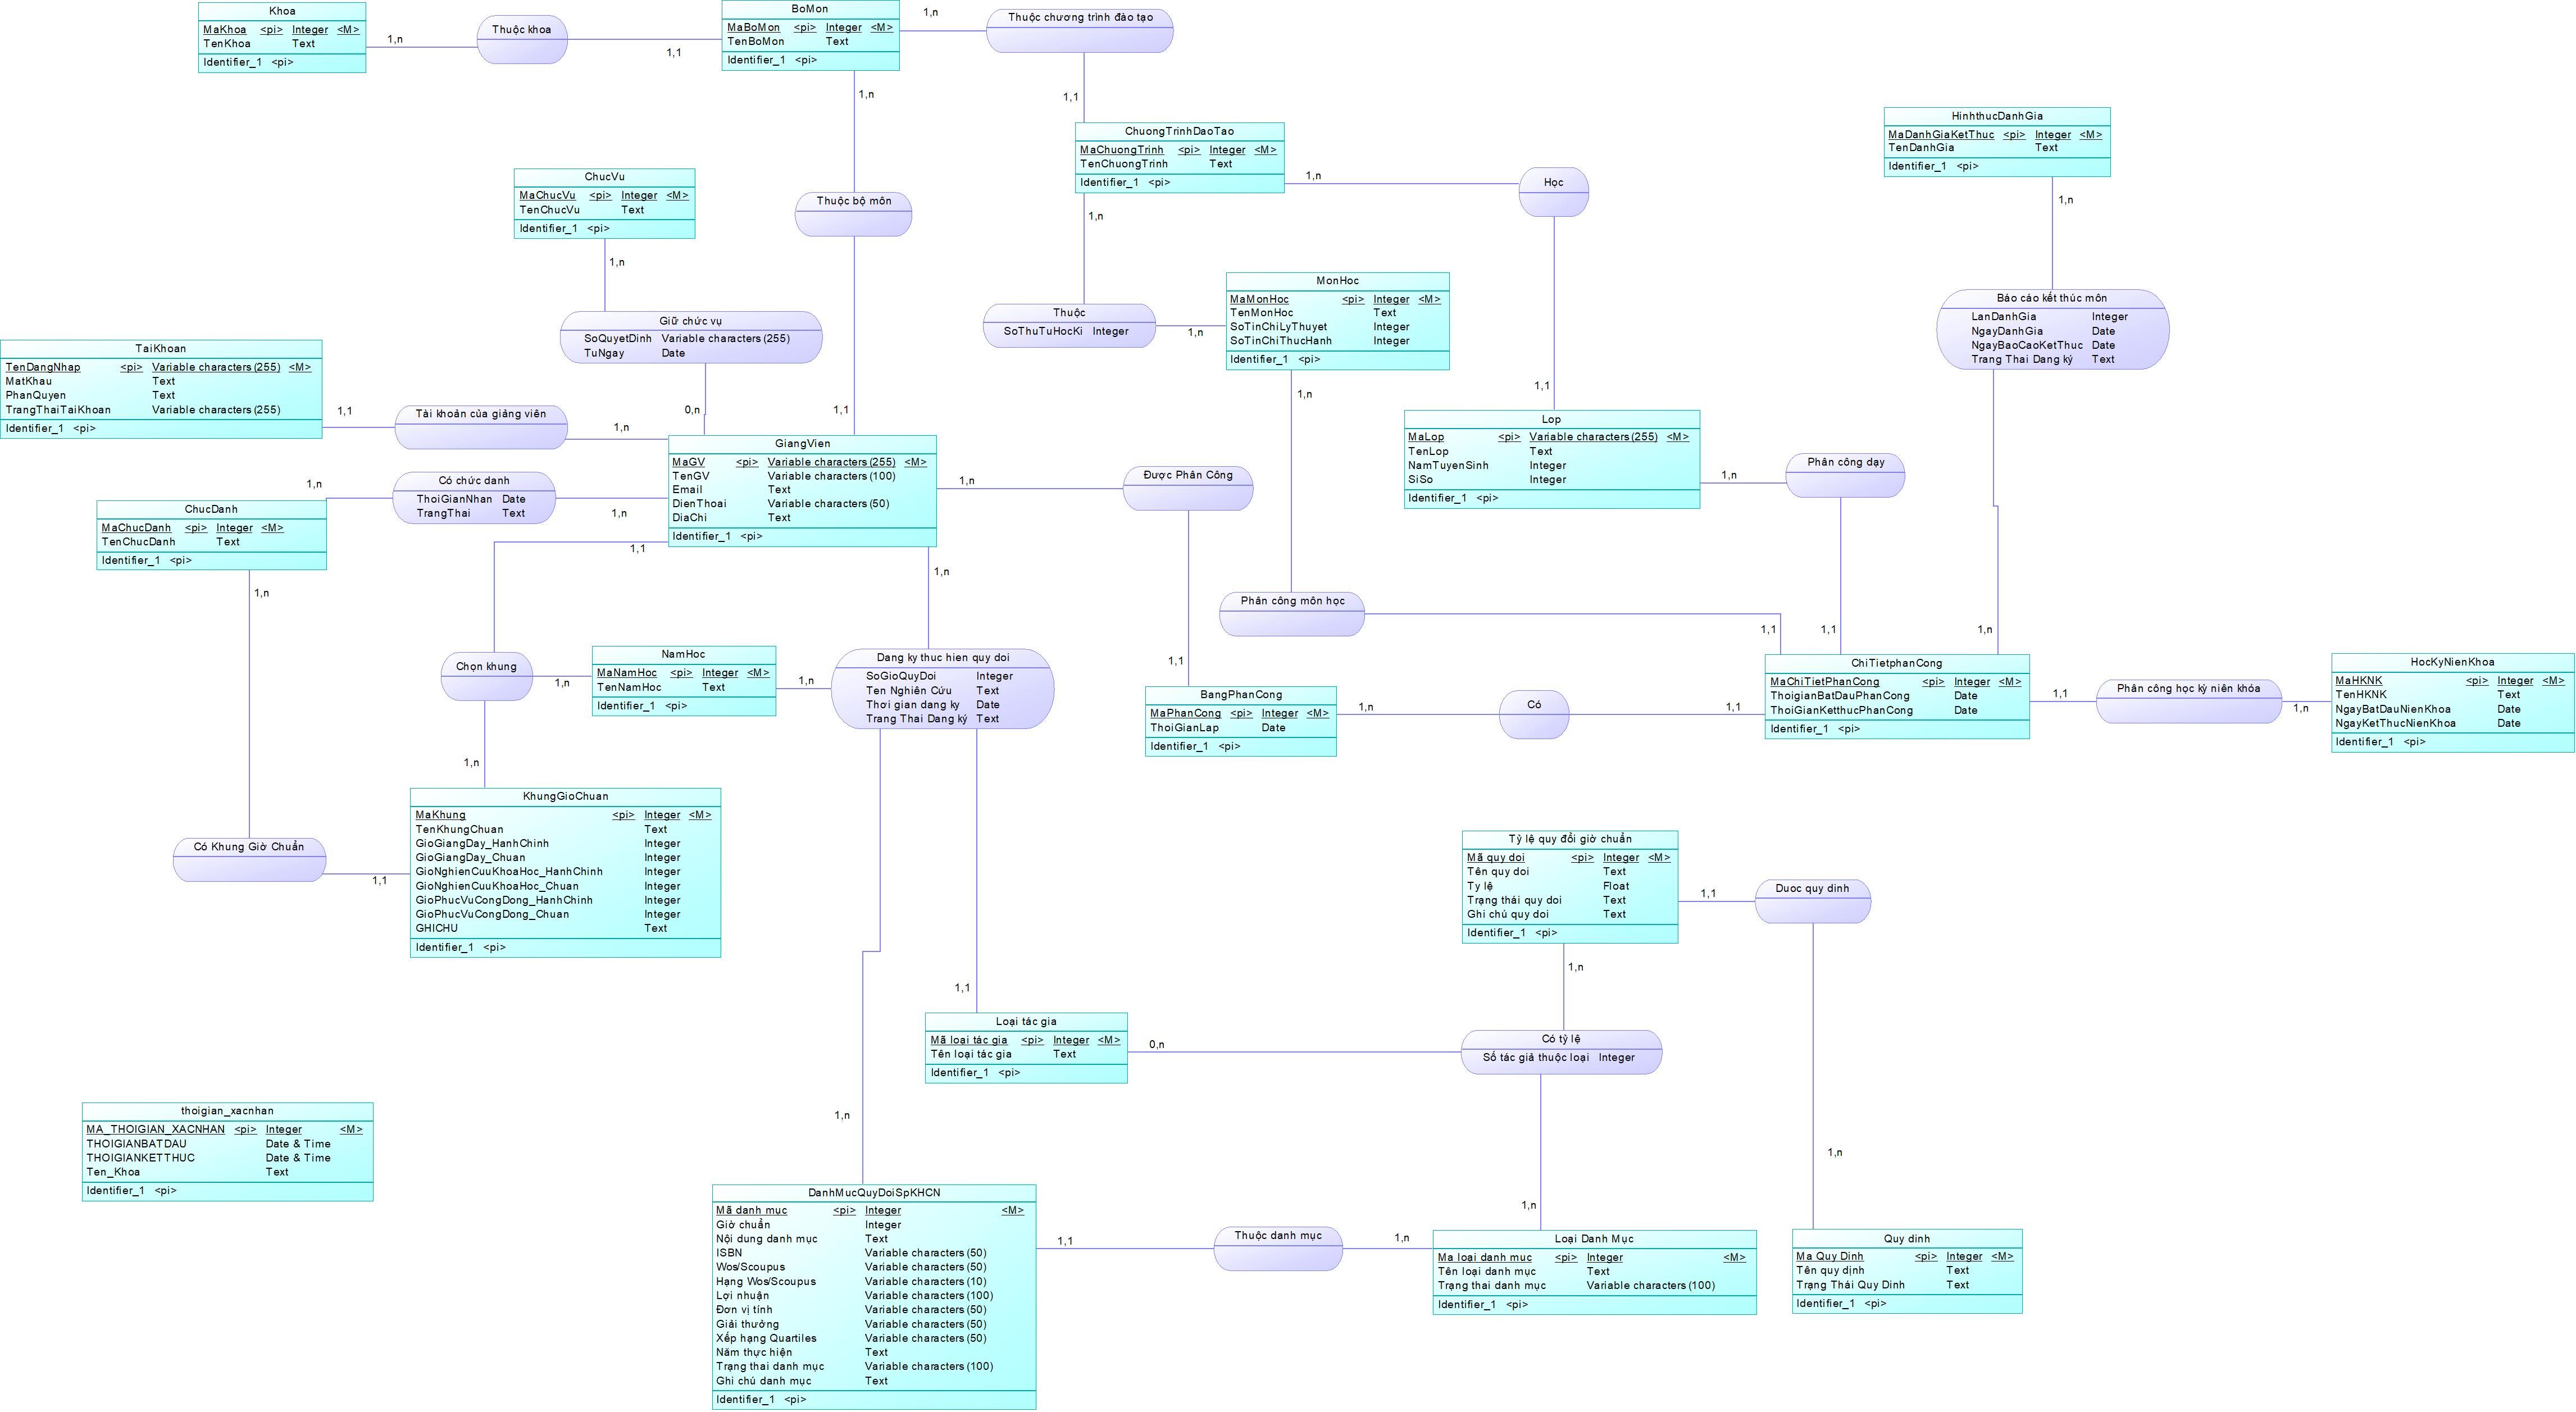 Khoa
MaKhoa <pi> Integer <M>
TenKhoa Text
Identifier_1 <pi>
1,n
Thuộc khoa
1,1
BoMon
MaBoMon <pi> Integer <M>
TenBoMon Text
Identifier_1 <pi>
1,n
Thuộc chương trình đào tạo
1,n
1,1
ChuongTrinhDaoTao
MaChuongTrinh <pi> Integer <M>
TenChuongTrinh Text
Identifier_1 <pi>
1,n
Học
1,n
HinhthucDanhGia
MaDanhGiaKetThuc <pi> Integer <M>
TenDanhGia Text
Identifier_1 <pi>
1,n
ChucVu
MaChucVu <pi> Integer <M>
TenChucVu Text
Identifier_1 <pi>
1,n
Thuộc bộ môn
1,1
Giữ chức vụ
SoQuyetDinh Variable characters (255)
TuNgay Date
0,n
Thuộc
SoThuTuHocKi Integer
1,n
MonHoc
MaMonHoc <pi> Integer <M>
TenMonHoc Text
SoTinChiLyThuyet Integer
SoTinChiThucHanh Integer
Identifier_1 <pi>
1,n
1,1
Báo cáo kết thúc môn
LanDanhGia Integer
NgayDanhGia Date
NgayBaoCaoKetThuc Date
Trang Thai Dang ký Text
1,n
TaiKhoan
TenDangNhap <pi> Variable characters (255) <M>
MatKhau Text
PhanQuyen Text
TrangThaiTaiKhoan Variable characters (255)
Identifier_1 <pi>
1,1
Tài khoản của giảng viên
1,n
GiangVien
MaGV <pi> Variable characters (255) <M>
TenGV Variable characters (100)
Email Text
DienThoai Variable characters (50)
DiaChi Text
Identifier_1 <pi>
Lop
MaLop <pi> Variable characters (255) <M>
TenLop Text
NamTuyenSinh Integer
SiSo Integer
Identifier_1 <pi>
1,n
Phân công dạy
1,1
1,n
Được Phân Công
1,1
1,n
Có chức danh
ThoiGianNhan Date
TrangThai Text
1,n
ChucDanh
MaChucDanh <pi> Integer <M>
TenChucDanh Text
Identifier_1 <pi>
1,n
1,1
1,n
Phân công môn học
1,1
Chọn khung
1,n
1,n
NamHoc
MaNamHoc <pi> Integer <M>
TenNamHoc Text
Identifier_1 <pi>
1,n
Dang ky thuc hien quy doi
SoGioQuyDoi Integer
Ten Nghiên Cứu Text
Thơi gian dang ky Date
Trang Thai Dang ký Text
1,1
1,n
BangPhanCong
MaPhanCong <pi> Integer <M>
ThoiGianLap Date
Identifier_1 <pi>
1,n
Có
1,1
ChiTietphanCong
MaChiTietPhanCong <pi> Integer <M>
ThoigianBatDauPhanCong Date
ThoiGianKetthucPhanCong Date
Identifier_1 <pi>
1,1
Phân công học kỳ niên khóa
1,n
HocKyNienKhoa
MaHKNK <pi> Integer <M>
TenHKNK Text
NgayBatDauNienKhoa Date
NgayKetThucNienKhoa Date
Identifier_1 <pi>
Có Khung Giờ Chuẩn
1,1
KhungGioChuan
MaKhung <pi> Integer <M>
TenKhungChuan Text
GioGiangDay_HanhChinh Integer
GioGiangDay_Chuan Integer
GioNghienCuuKhoaHoc_HanhChinh Integer
GioNghienCuuKhoaHoc_Chuan Integer
GioPhucVuCongDong_HanhChinh Integer
GioPhucVuCongDong_Chuan Integer
GHICHU Text
Identifier_1 <pi>
Tỷ lệ quy đổi giờ chuẩn
Mã quy doi <pi> Integer <M>
Tên quy doi Text
Ty lệ Float
Trạng thái quy doi Text
Ghi chú quy doi Text
Identifier_1 <pi>
1,1
Duoc quy dinh
1,n
1,n
Loại tác gia
Mã loai tác gia <pi> Integer <M>
Tên loại tác gia Text
Identifier_1 <pi>
0,n
Có tỷ lệ
Số tác giả thuộc loại Integer
1,n
thoigian_xacnhan
MA_THOIGIAN_XACNHAN <pi> Integer <M>
THOIGIANBATDAU Date & Time
THOIGIANKETTHUC Date & Time
Ten_Khoa Text
Identifier_1 <pi>
DanhMucQuyDoiSpKHCN
Mã danh mục <pi> Integer <M>
Giờ chuẩn Integer
Nội dung danh mục Text
ISBN Variable characters (50)
Wos/Scoupus Variable characters (50)
Hạng Wos/Scoupus Variable characters (10)
Lợi nhuận Variable characters (100)
Đơn vị tính Variable characters (50)
Giải thưởng Variable characters (50)
Xếp hạng Quartiles Variable characters (50)
Năm thực hiện Text
Trạng thai danh mục Variable characters (100)
Ghi chú danh mục Text
Identifier_1 <pi>
1,1
Thuộc danh mục
1,n
Loại Danh Mục
Ma loại danh mục <pi> Integer <M>
Tên loại danh mục Text
Trạng thai danh mục Variable characters (100)
Identifier_1 <pi>
Quy dinh
Ma Quy Dinh <pi> Integer <M>
Tên quy dịnh Text
Trạng Thái Quy Dinh Text
Identifier_1 <pi>